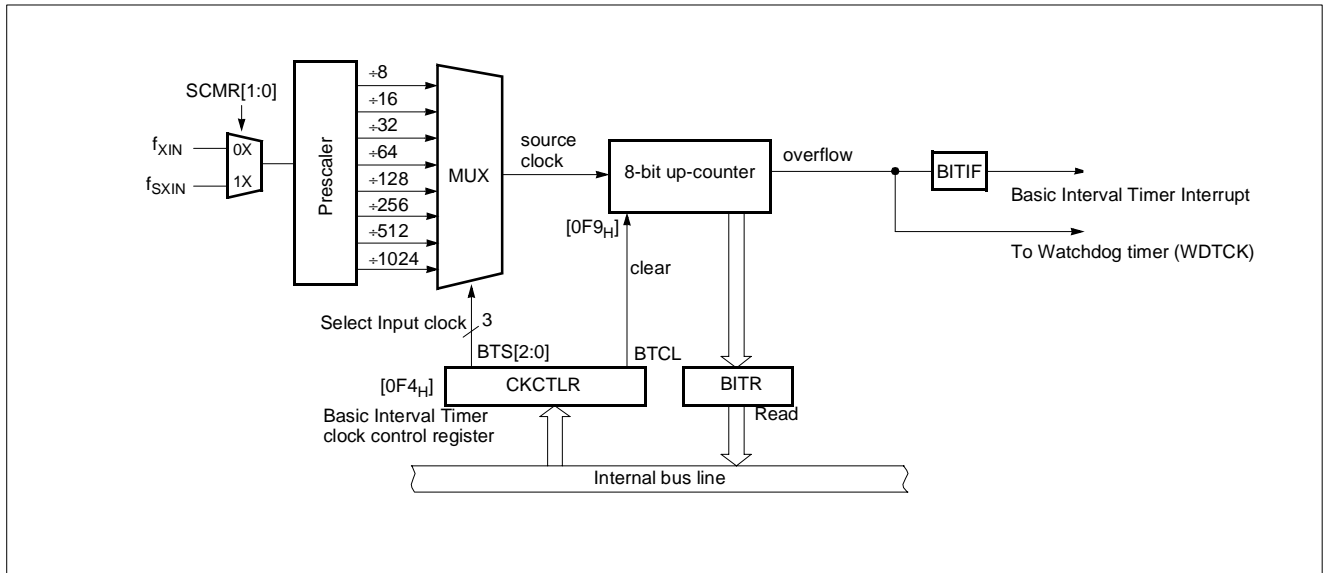 SCMR[1:0]
fXIN
fSXIN
0X
1X
Prescaler
÷8
÷16
÷32
÷64
÷128
÷256
÷512
÷1024
MUX
source
clock
8-bit up-counter
overflow
BITIF
Basic Interval Timer Interrupt
To Watchdog timer (WDTCK)
[0F9H]
clear
Select Input clock
3
BTS[2:0]
BTCL
[0F4H]
CKCTLR
BITR
Basic Interval Timer
clock control register
Read
Internal bus line